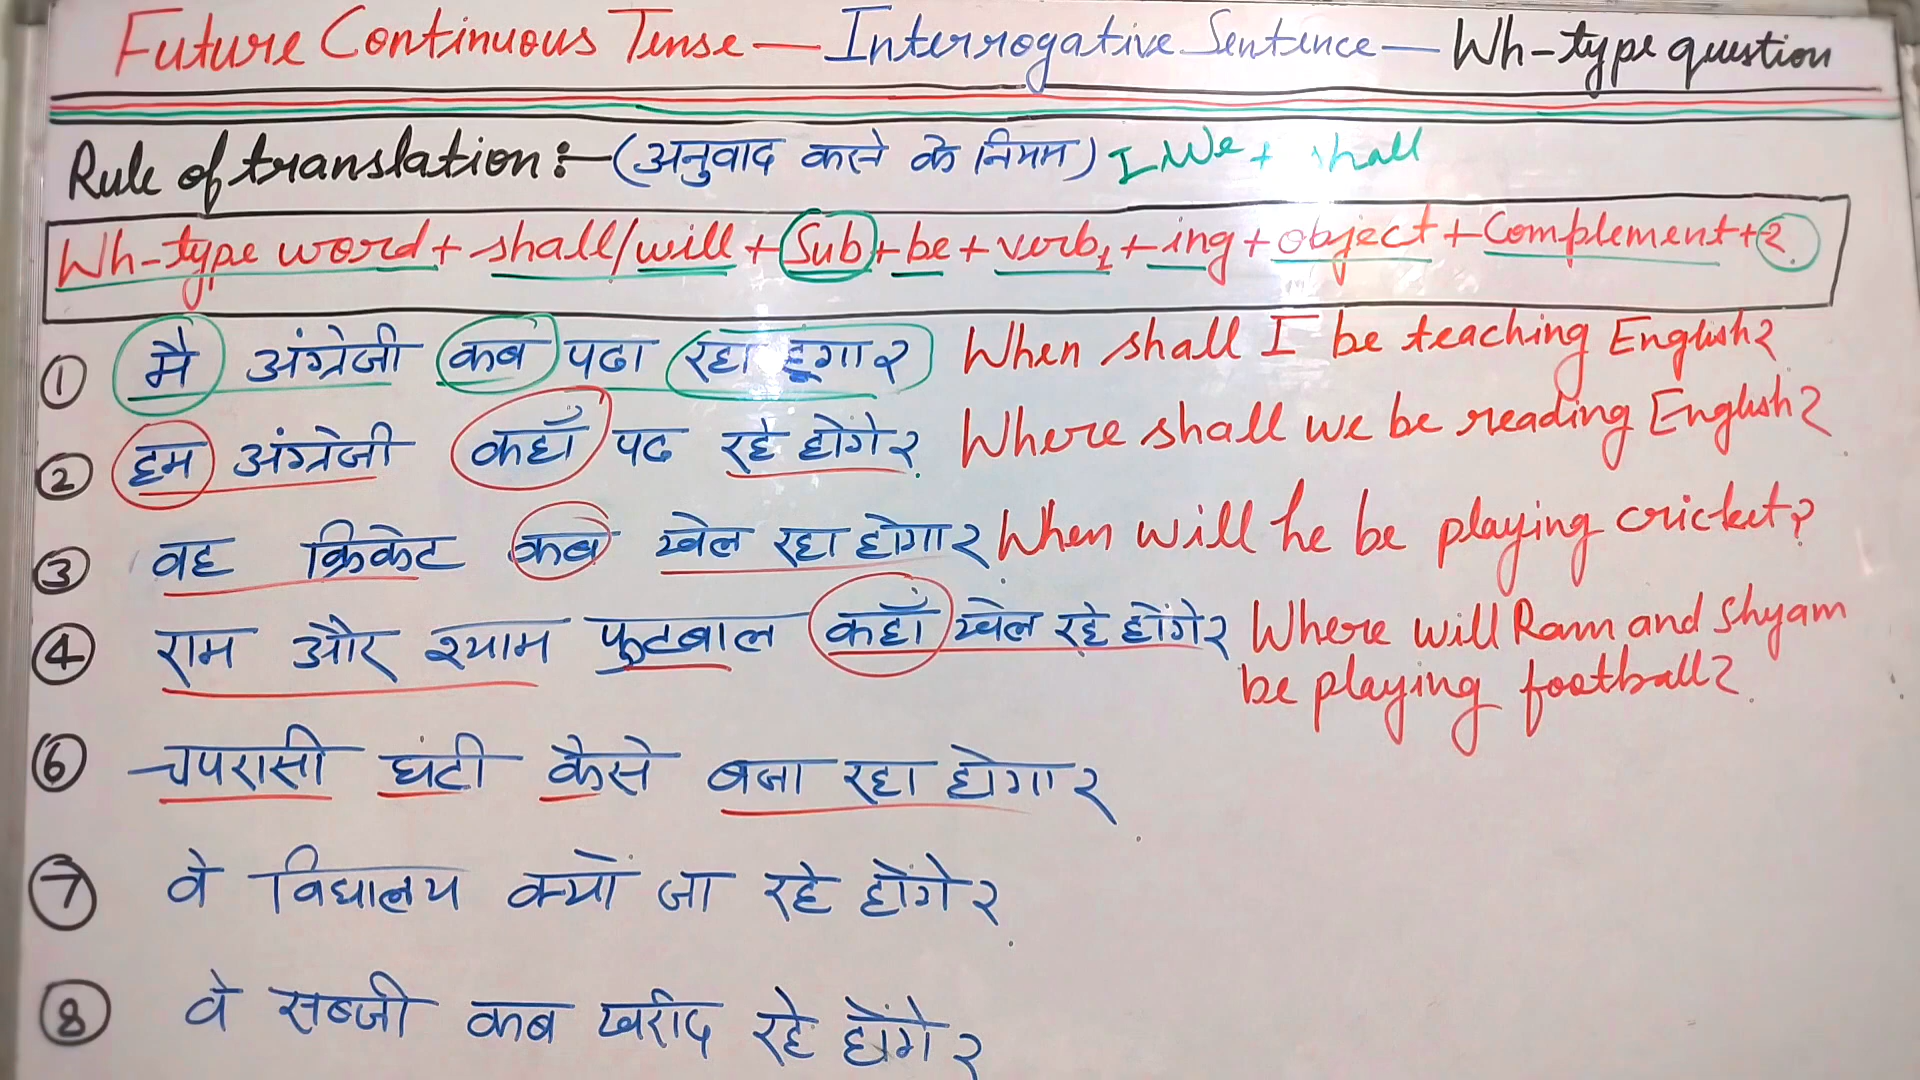 Future Continuous Tense — Interrogative Sentence — Wh-type question
Rule of translation:- (अनुवाद करने के नियम) I We + shall
Wh-type word + shall/will + Sub + be + verb1 + ing + object + Complement + ?
① मै अंग्रेजी कब पढा रहा हूगा? When shall I be teaching English?
② हम अंग्रेजी कहाँ पढ रहे होंगे? Where shall we be reading English?
③ वह क्रिकेट कब खेल रहा होगा? When will he be playing cricket?
④ राम और श्याम फुटबाल कहाँ खेल रहे होंगे? Where will Ram and Shyam
be playing football?
⑥ चपरासी घंटी कैसे बजा रहा होगा?
⑦ वे विद्यालय क्यों जा रहे होंगे?
⑧ वे सब्जी कब खरीद रहे होंगे?